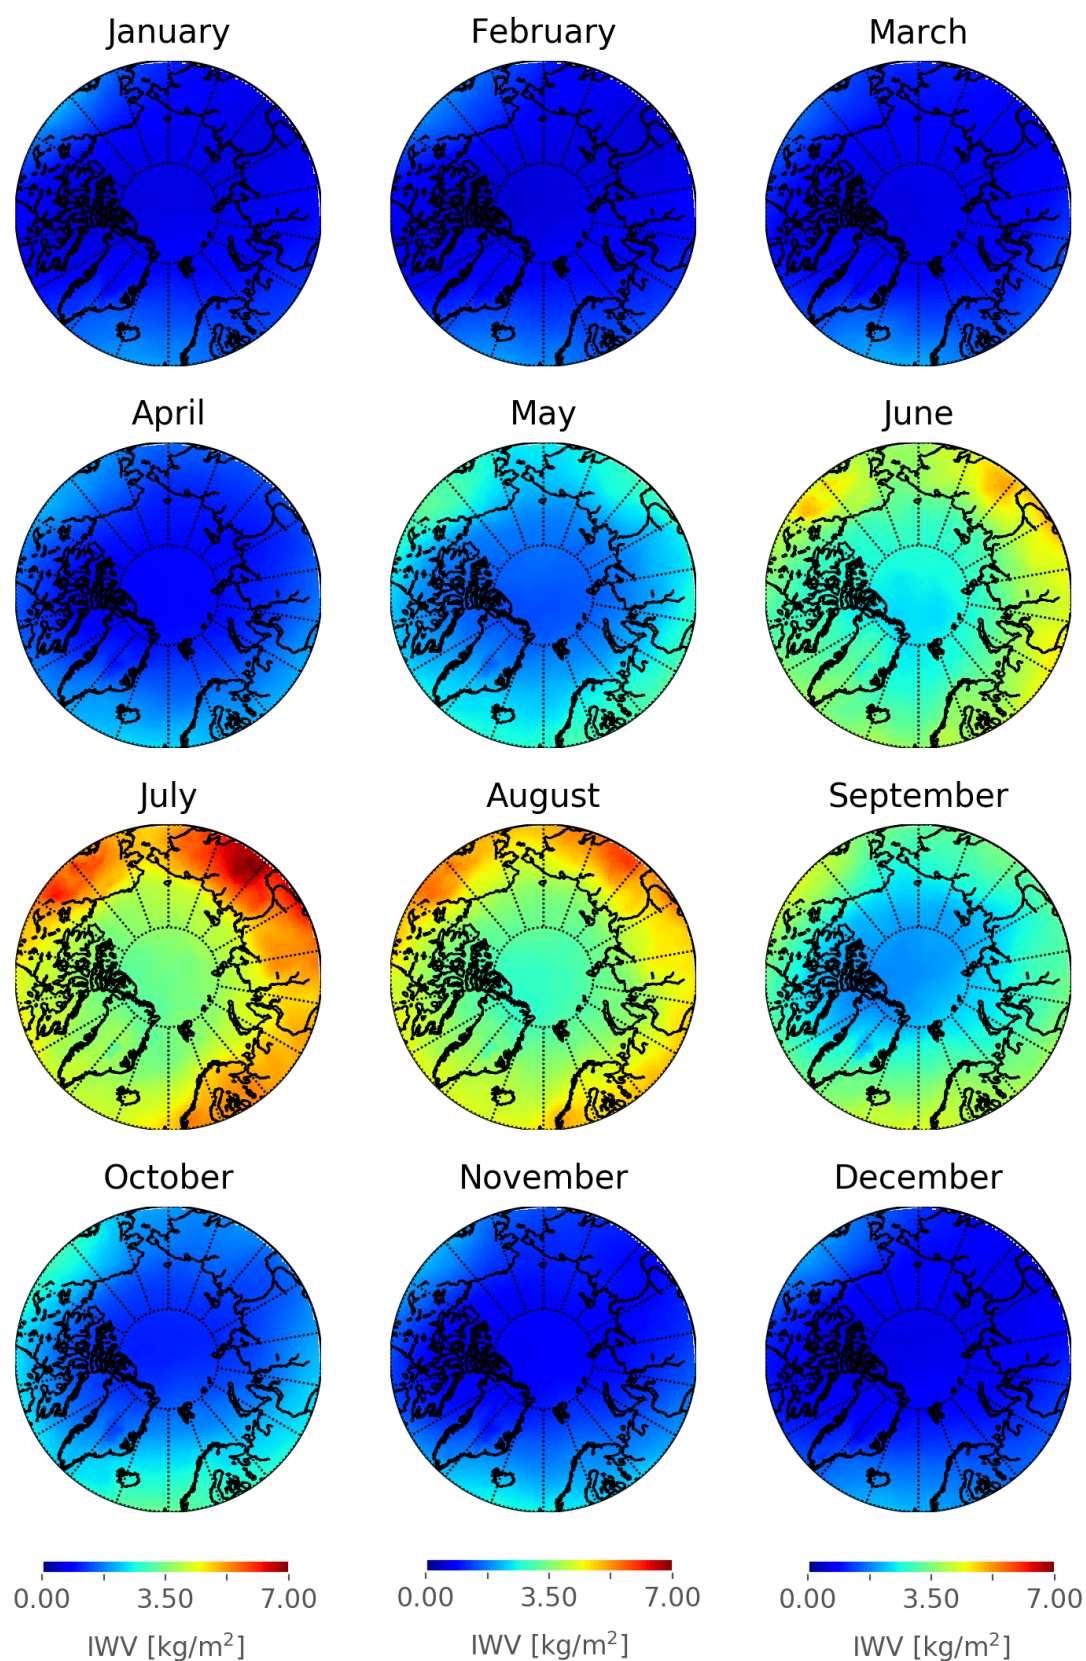 January February March
April May June
July August September
October November December
0.00 3.50 7.00 0.00 3.50 7.00 0.00 3.50 7.00
IWV [kg/m²] IWV [kg/m²] IWV [kg/m²]